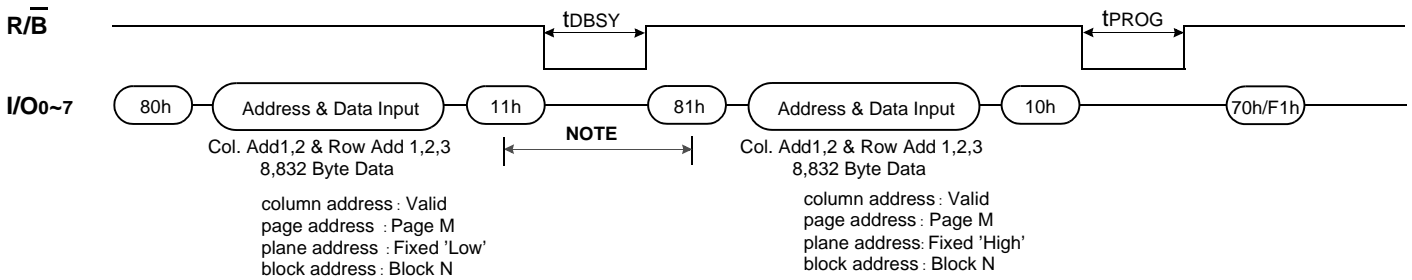 R/B
tDBSY
tPROG
I/O0~7
80h
Address & Data Input
11h
81h
Address & Data Input
10h
70h/F1h
NOTE
Col. Add1,2 & Row Add 1,2,3
8,832 Byte Data
Col. Add1,2 & Row Add 1,2,3
8,832 Byte Data
column address : Valid
page address : Page M
plane address : Fixed 'Low'
block address : Block N
column address : Valid
page address : Page M
plane address: Fixed 'High'
block address : Block N